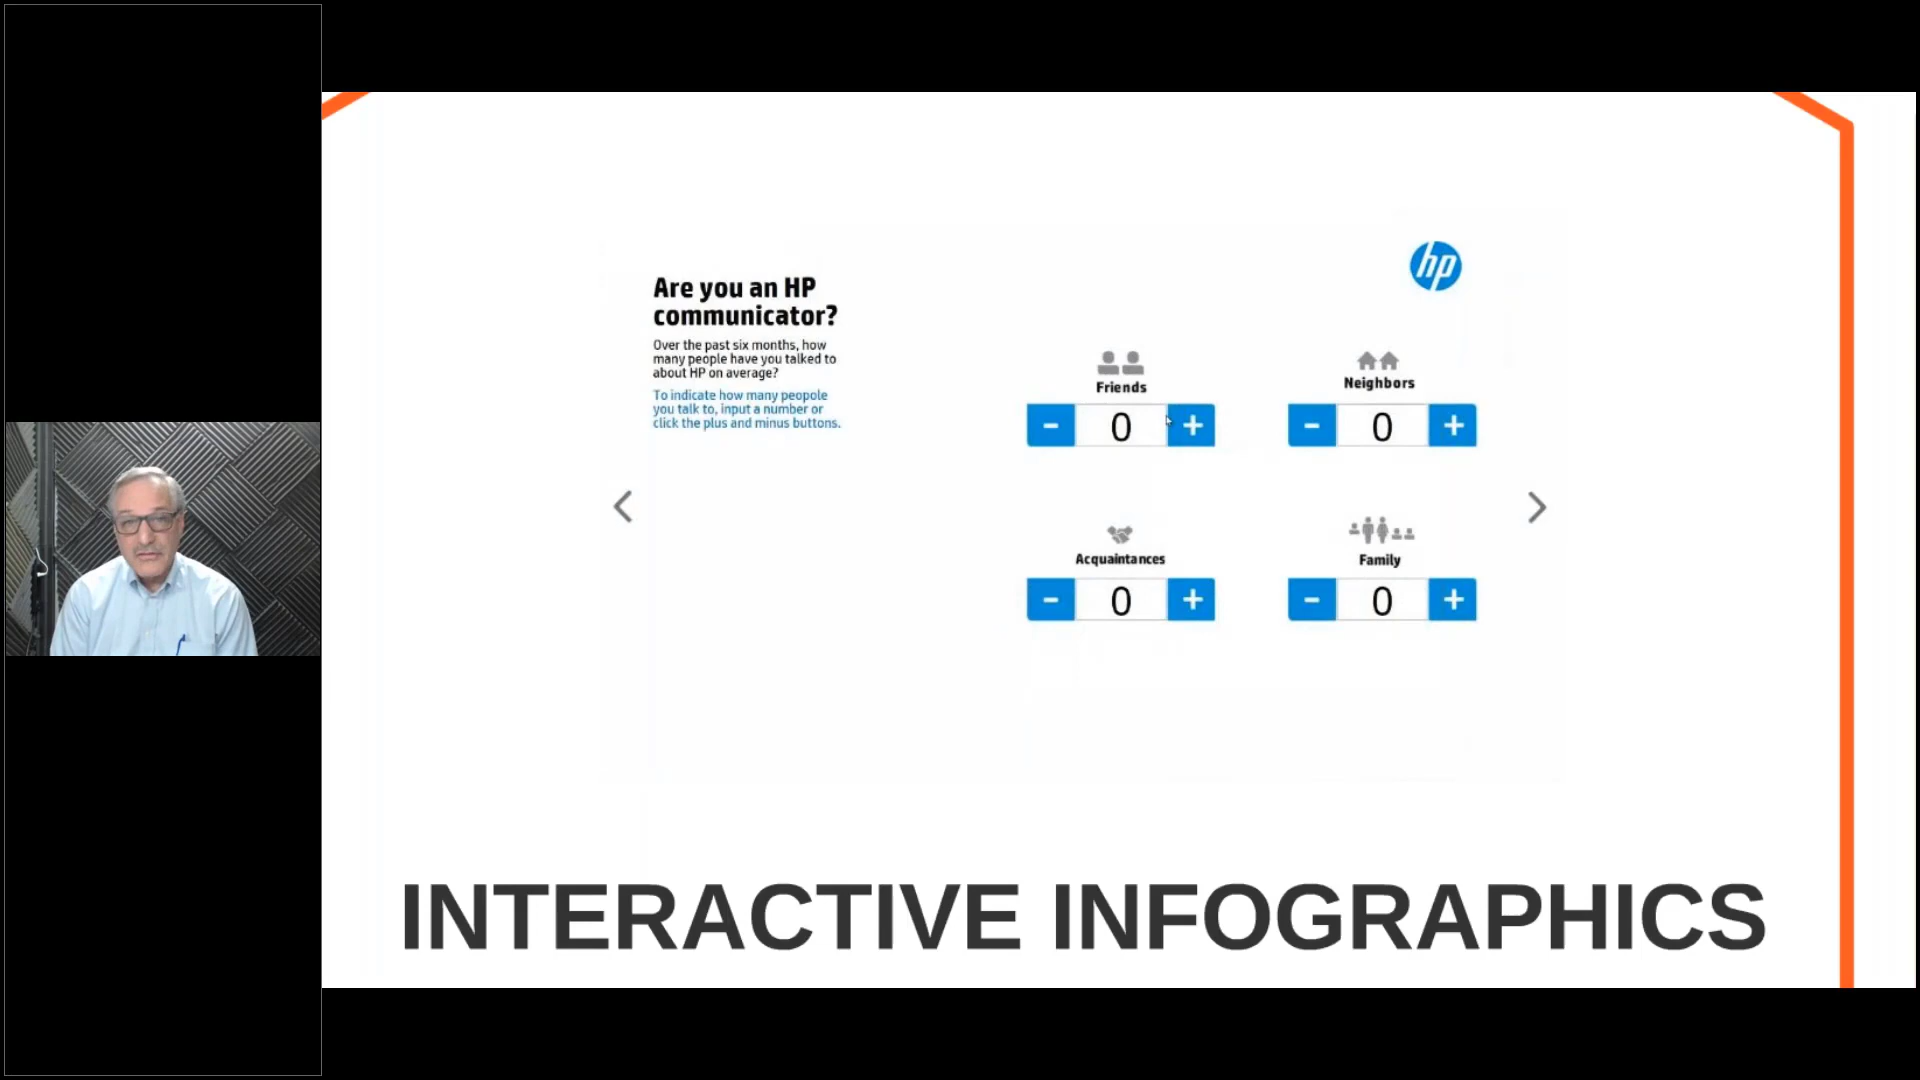 hp
Are you an HP
communicator?
Over the past six months, how
many people have you talked to
about HP on average?
To indicate how many peopole
you talk to, input a number or
click the plus and minus buttons.
Friends
- 0 +
Neighbors
- 0 +
Acquaintances
- 0 +
Family
- 0 +
INTERACTIVE INFOGRAPHICS